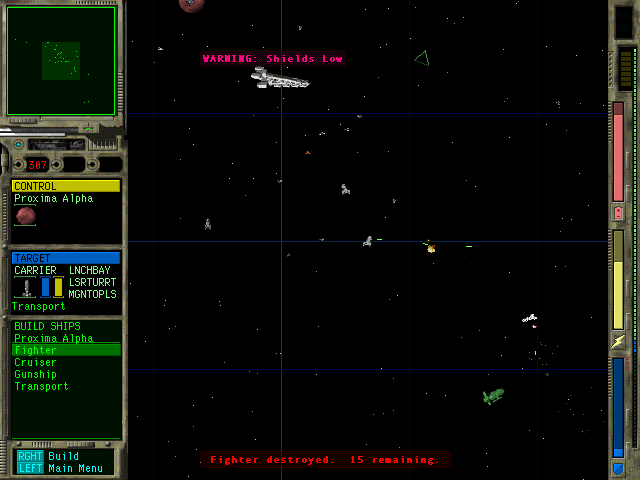 WARNING: Shields Low
307
CONTROL
Proxima Alpha
TARGET
CARRIER LNCHBAY
LSRTURRT
MGNTOPLS
Transport
BUILD SHIPS
Proxima Alpha
Fighter
Cruiser
Gunship
Transport
RGHT Build
LEFT Main Menu
Fighter destroyed. 15 remaining.